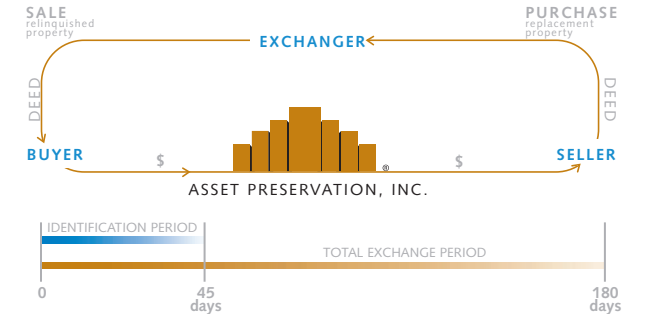 SALE
relinquished
property
PURCHASE
replacement
property
EXCHANGER
DEED
DEED
BUYER
$
$
SELLER
®
ASSET PRESERVATION, INC.
IDENTIFICATION PERIOD
TOTAL EXCHANGE PERIOD
0
45
days
180
days